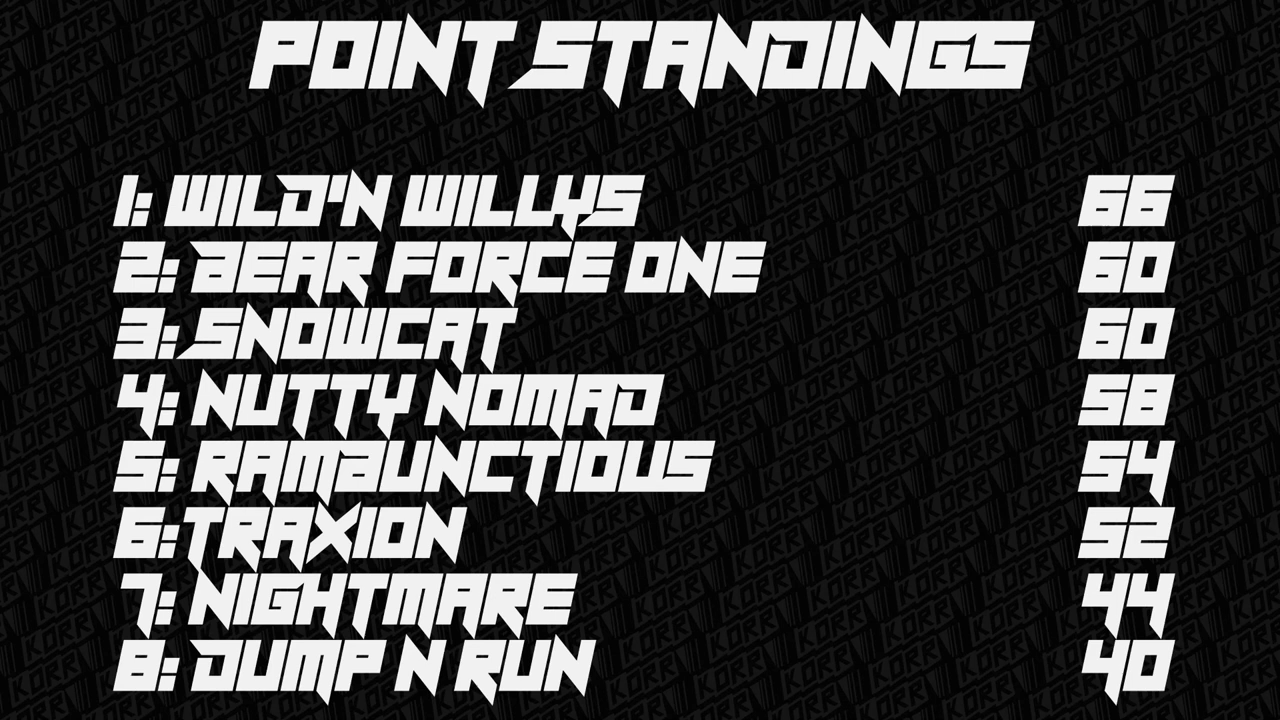 POINT STANDINGS
1: WILD'N WILLYS 66
2: BEAR FORCE ONE 60
3: SNOWCAT 60
4: NUTTY NOMAD 58
5: RAMBUNCTIOUS 54
6: TRAXION 52
7: NIGHTMARE 44
8: DUMP N RUN 40